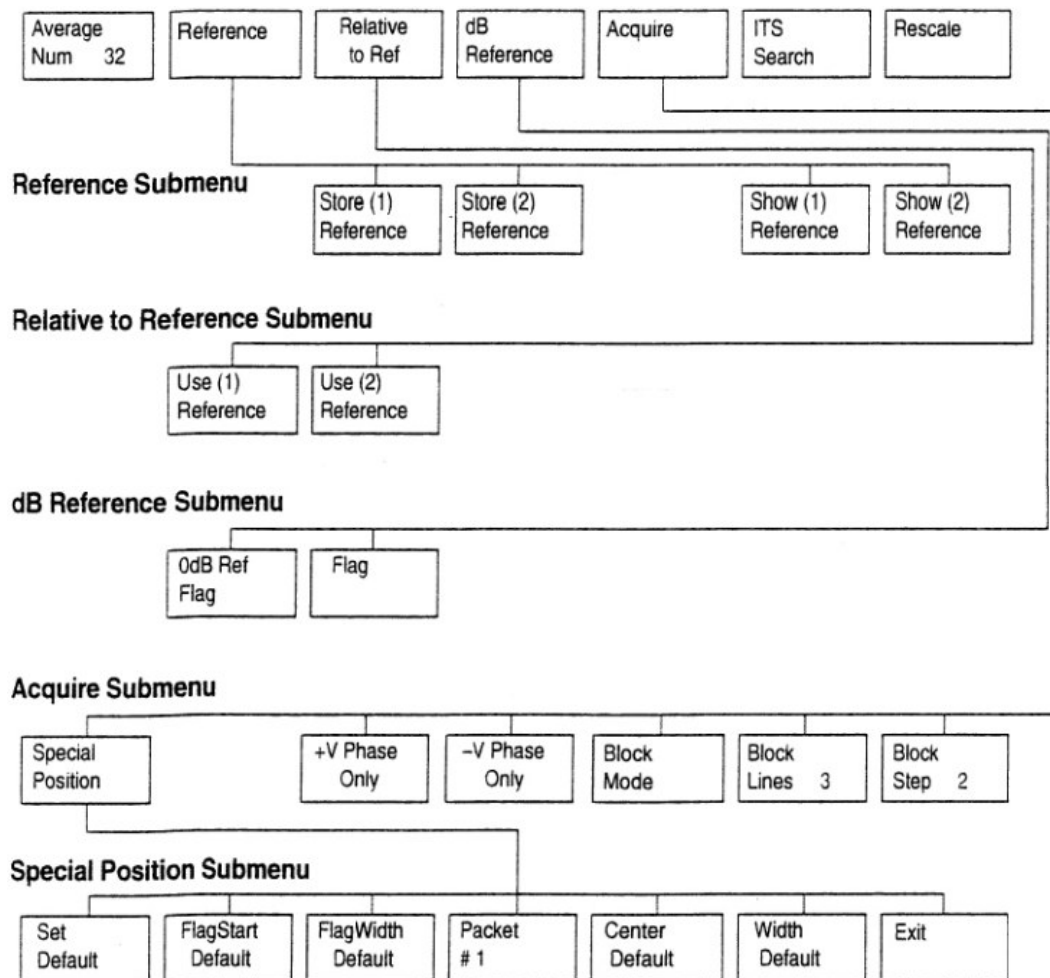 Average
Num 32
Reference
Relative
to Ref
dB
Reference
Acquire
ITS
Search
Rescale
Reference Submenu
Store (1)
Reference
Store (2)
Reference
Show (1)
Reference
Show (2)
Reference
Relative to Reference Submenu
Use (1)
Reference
Use (2)
Reference
dB Reference Submenu
0dB Ref
Flag
Flag
Acquire Submenu
Special
Position
+V Phase
Only
–V Phase
Only
Block
Mode
Block
Lines 3
Block
Step 2
Special Position Submenu
Set
Default
FlagStart
Default
FlagWidth
Default
Packet
# 1
Center
Default
Width
Default
Exit